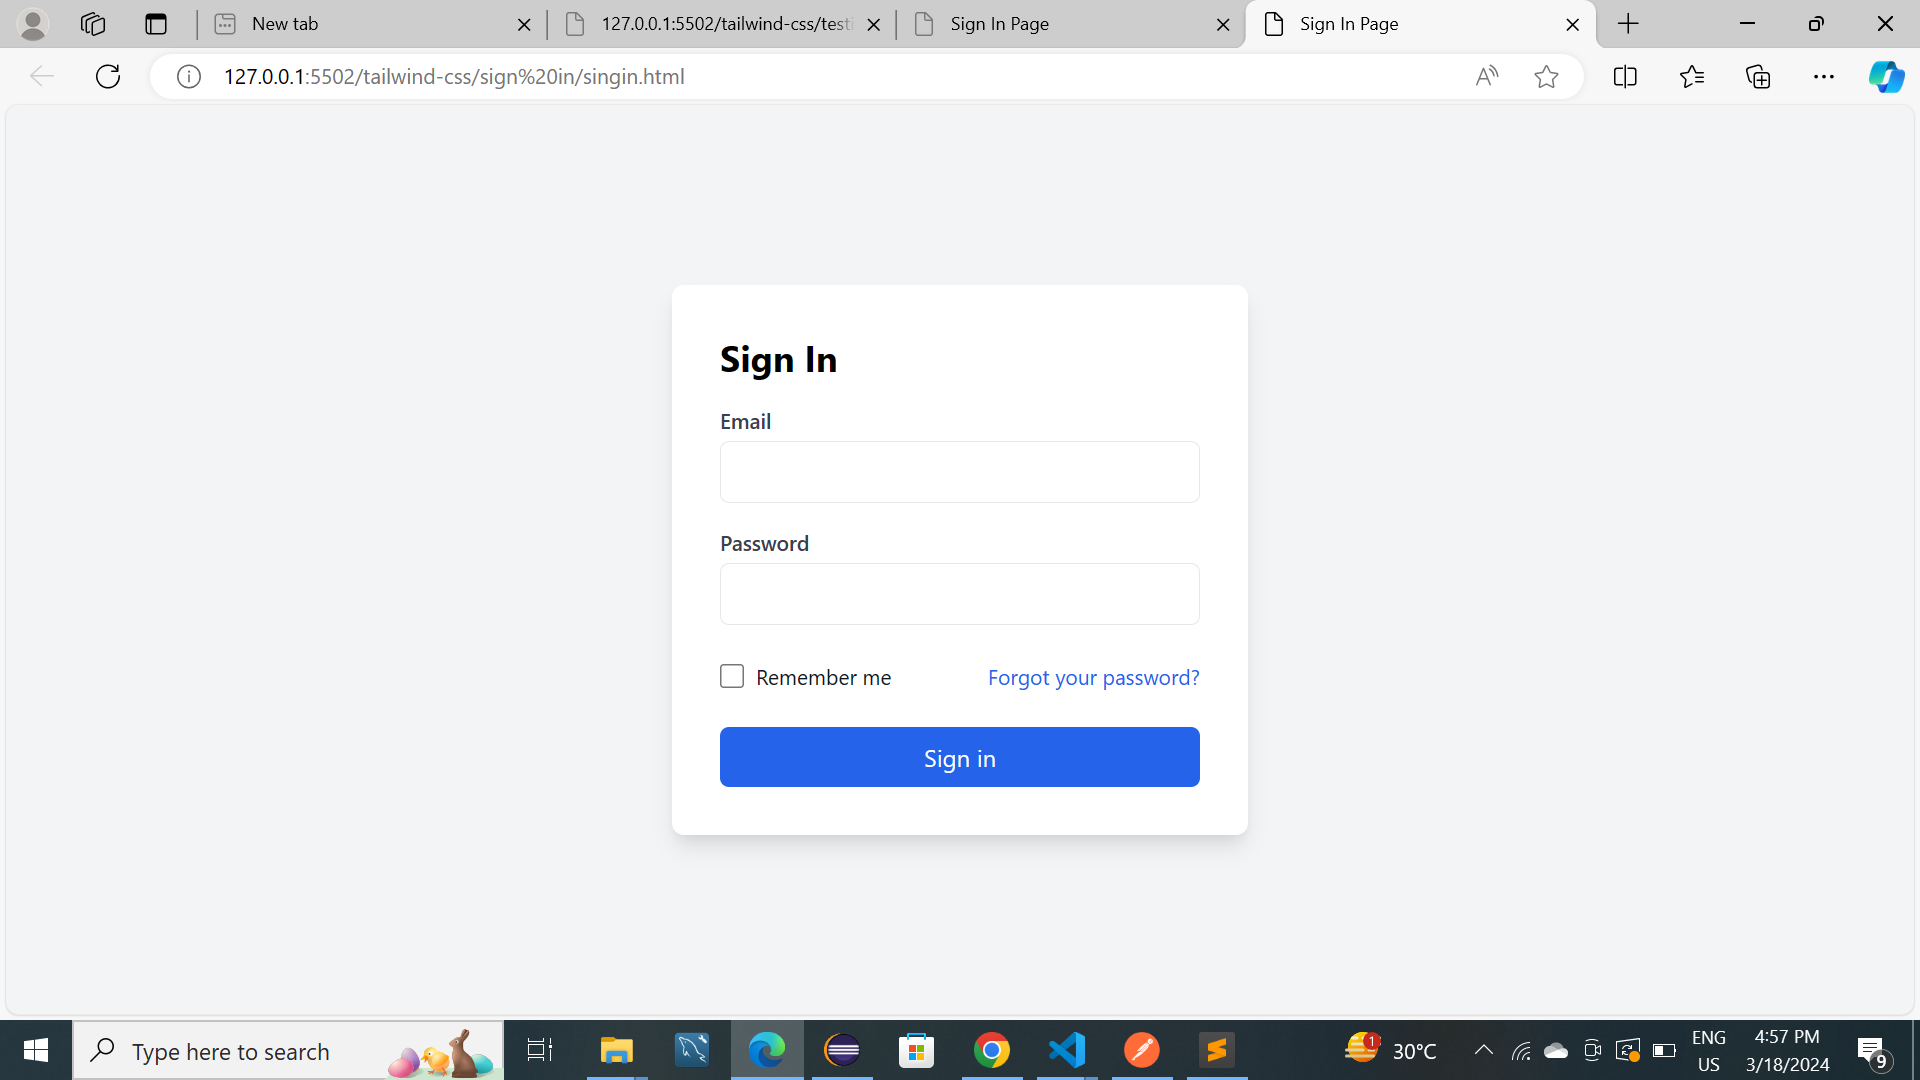 New tab
127.0.0.1:5502/tailwind-css/testi
Sign In Page
Sign In Page
127.0.0.1:5502/tailwind-css/sign%20in/singin.html
Sign In
Email
Password
Remember me
Forgot your password?
Sign in
Type here to search
1
30°C
ENG
US
4:57 PM
3/18/2024
9